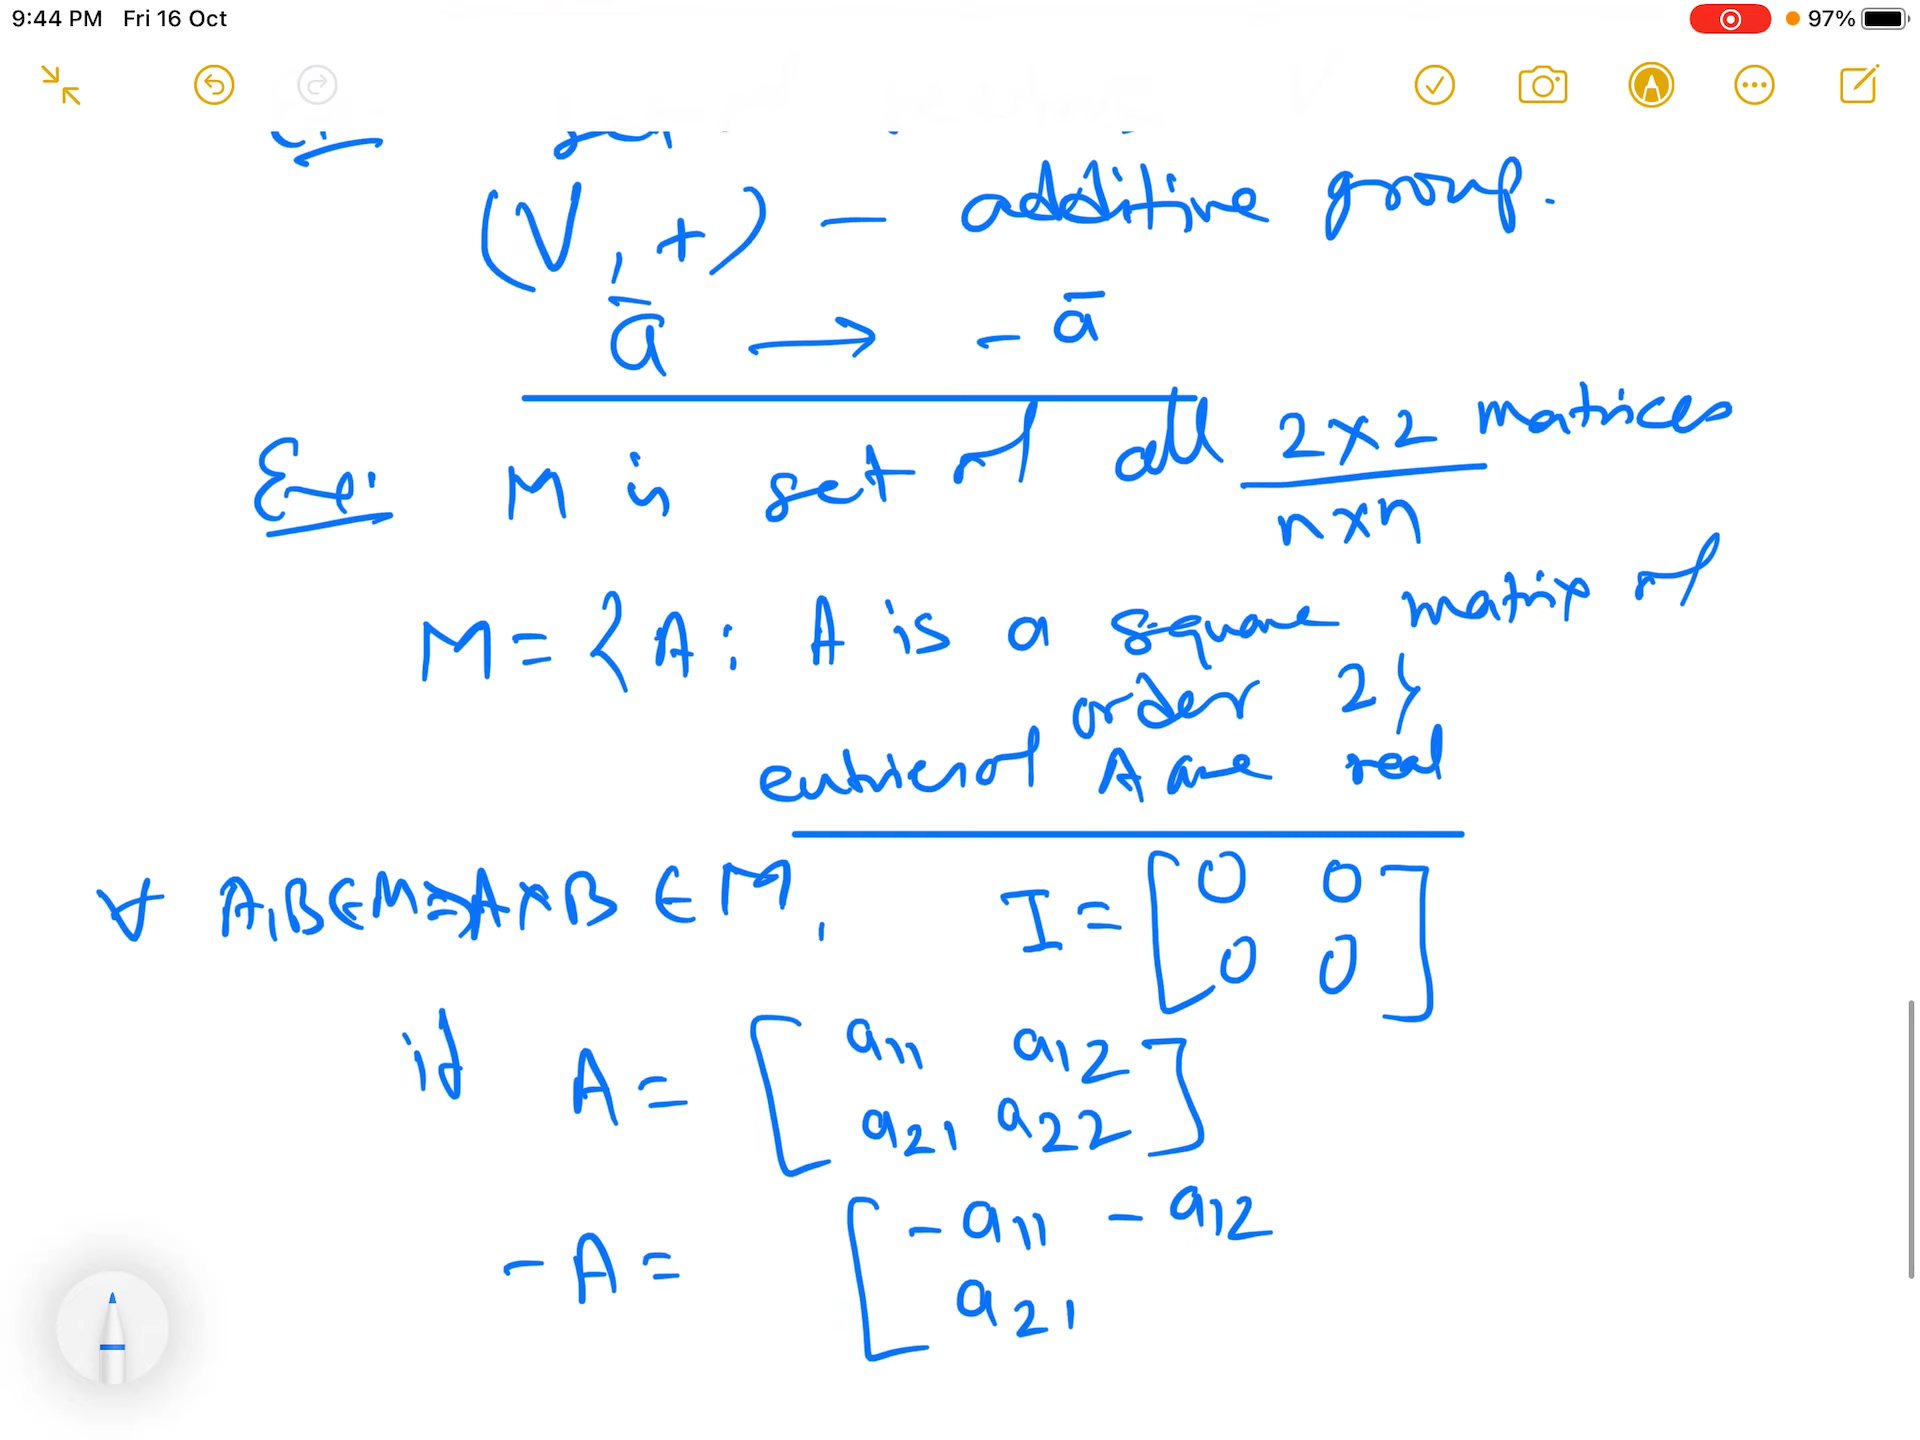 9:44 PM Fri 16 Oct 97%
(V, +) — additive group.
ā → - ā
Ex: M is set of all 2×2 matrices
n×n
M = { A : A is a square matrix of
order 2}
entries of A are real
∀ A, B ∈ M ⇒ A × B ∈ M, I = [ 0 0
0 0 ]
if A = [ a11 a12
a21 a22 ]
- A = [ - a11 - a12
a21